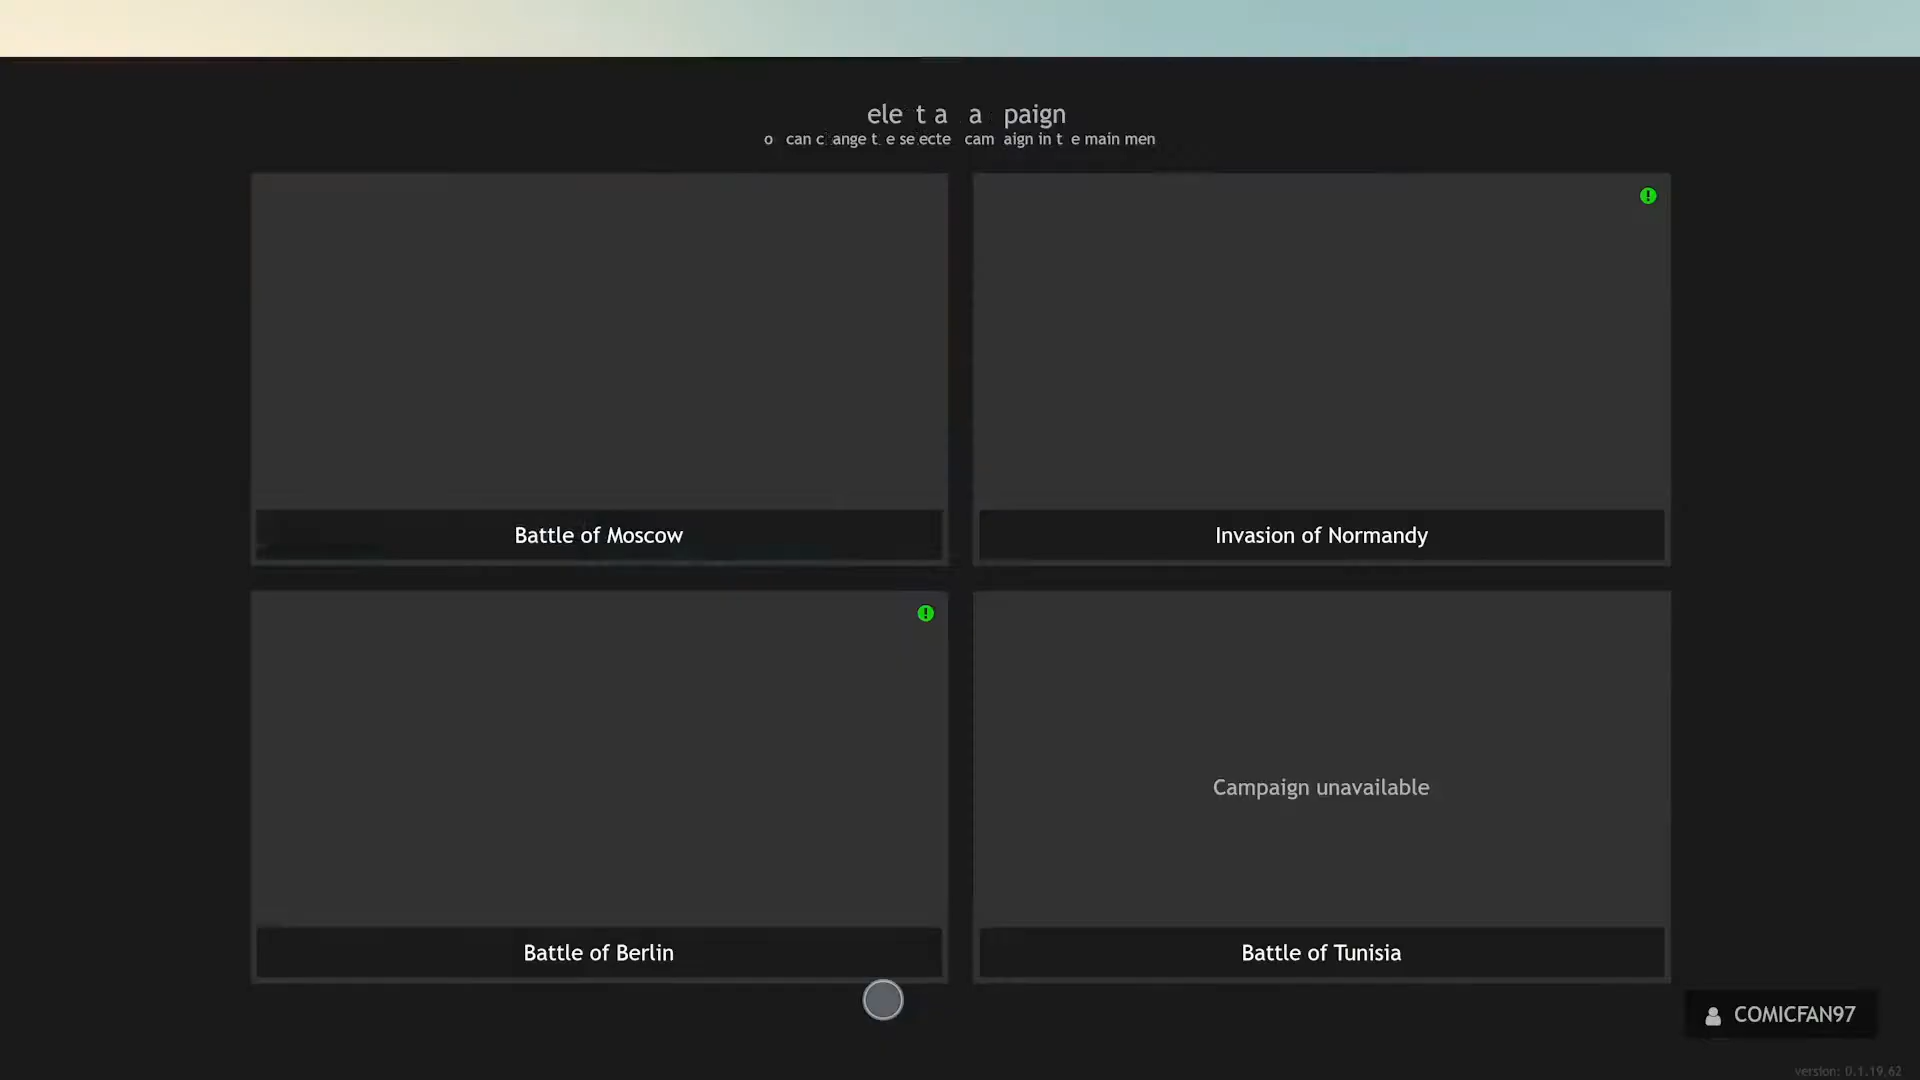 ele t a a paign
o can c ange t e se ecte cam aign in t e main men
Battle of Moscow
Invasion of Normandy
Campaign unavailable
Battle of Berlin
Battle of Tunisia
COMICFAN97
version: 0.1.19.62